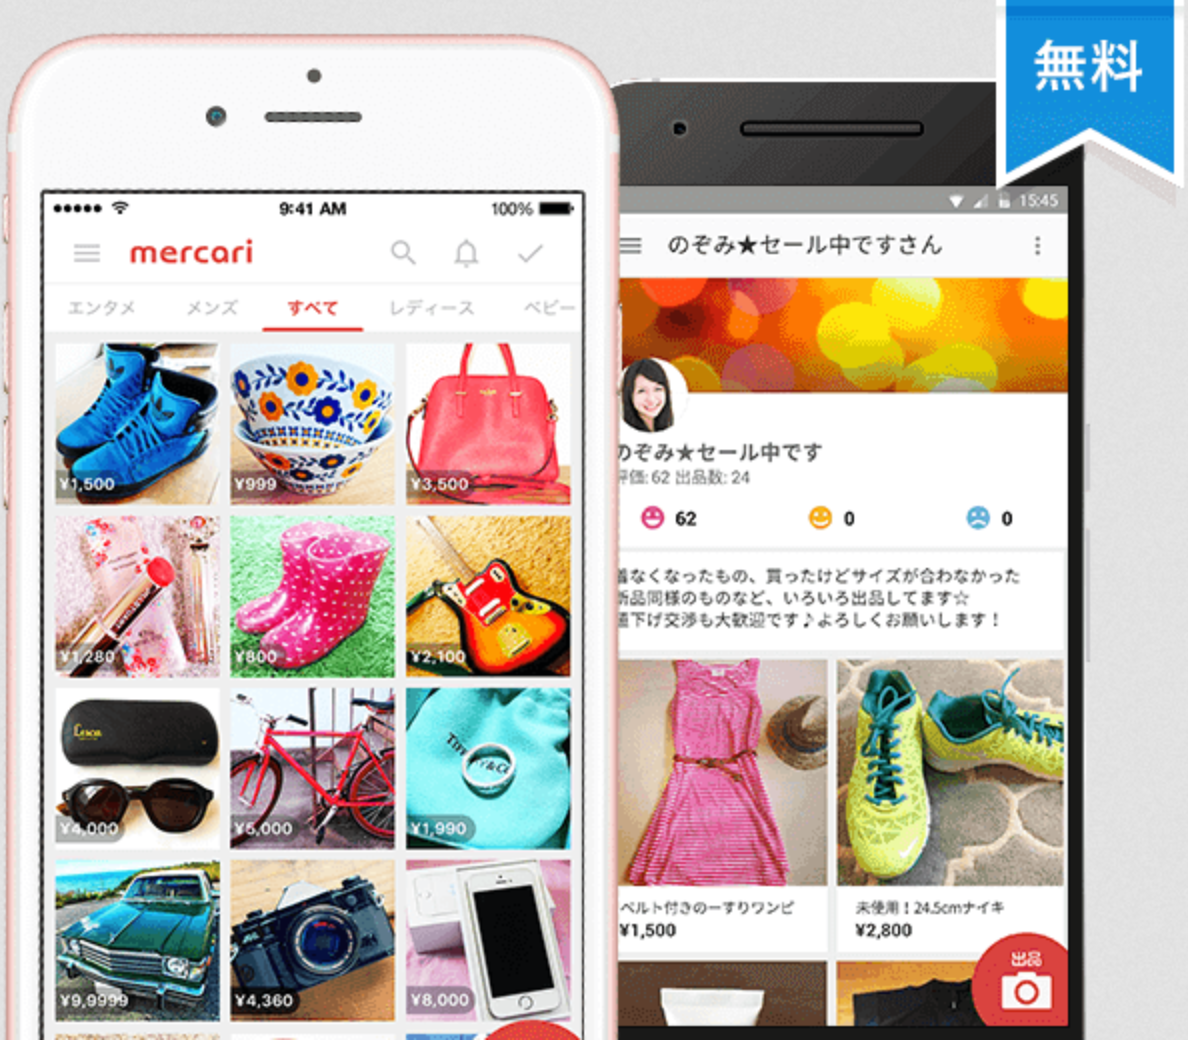 無料
9:41 AM
100%
mercari
エンタメ メンズ すべて レディース ベビー
¥1,500
¥999
¥3,500
¥1,280
¥800
¥2,100
Lesca
¥4,000
¥5,000
¥1,990
¥9,9999
¥4,360
¥8,000
15:45
のぞみ★セール中ですさん
のぞみ★セール中です
評価: 62 出品数: 24
62
0
0
着なくなったもの、買ったけどサイズが合わなかった
新品同様のものなど、いろいろ出品してます☆
値下げ交渉も大歓迎です♪よろしくお願いします！
ベルト付きのーすりワンピ
¥1,500
未使用！24.5cmナイキ
¥2,800
出品